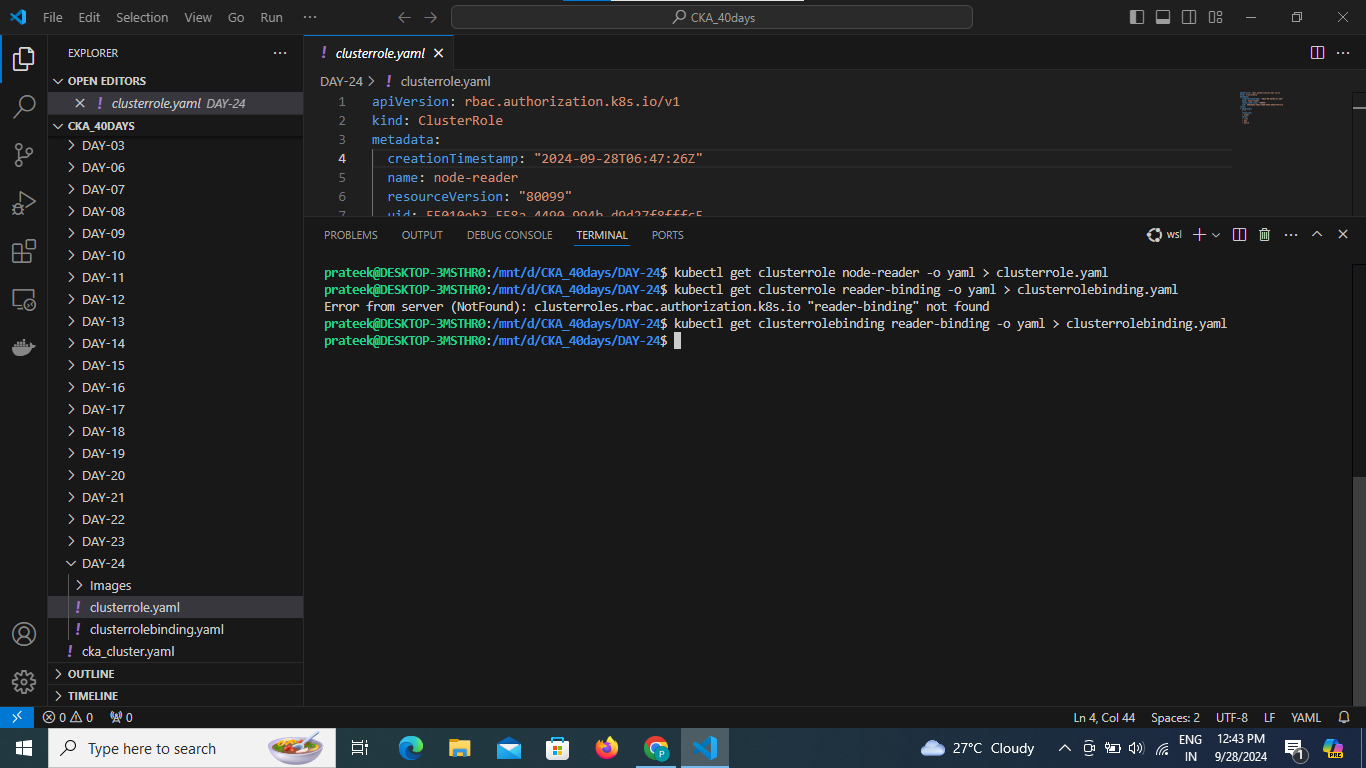 File Edit Selection View Go Run ···
CKA_40days
EXPLORER
OPEN EDITORS
clusterrole.yaml DAY-24
CKA_40DAYS
DAY-03
DAY-06
DAY-07
DAY-08
DAY-09
DAY-10
DAY-11
DAY-12
DAY-13
DAY-14
DAY-15
DAY-16
DAY-17
DAY-18
DAY-19
DAY-20
DAY-21
DAY-22
DAY-23
DAY-24
Images
! clusterrole.yaml
! clusterrolebinding.yaml
! cka_cluster.yaml
OUTLINE
TIMELINE
! clusterrole.yaml
DAY-24 > ! clusterrole.yaml
1 apiVersion: rbac.authorization.k8s.io/v1
2 kind: ClusterRole
3 metadata:
4 creationTimestamp: "2024-09-28T06:47:26Z"
5 name: node-reader
6 resourceVersion: "80099"
7 uid:
PROBLEMS OUTPUT DEBUG CONSOLE TERMINAL PORTS
wsl
prateek@DESKTOP-3MSTHR0:/mnt/d/CKA_40days/DAY-24$ kubectl get clusterrole node-reader -o yaml > clusterrole.yaml
prateek@DESKTOP-3MSTHR0:/mnt/d/CKA_40days/DAY-24$ kubectl get clusterrole reader-binding -o yaml > clusterrolebinding.yaml
Error from server (NotFound): clusterroles.rbac.authorization.k8s.io "reader-binding" not found
prateek@DESKTOP-3MSTHR0:/mnt/d/CKA_40days/DAY-24$ kubectl get clusterrolebinding reader-binding -o yaml > clusterrolebinding.yaml
prateek@DESKTOP-3MSTHR0:/mnt/d/CKA_40days/DAY-24$
0 0 0
Ln 4, Col 44 Spaces: 2 UTF-8 LF YAML
Type here to search
27°C Cloudy
ENG
IN
12:43 PM
9/28/2024
1
PRE